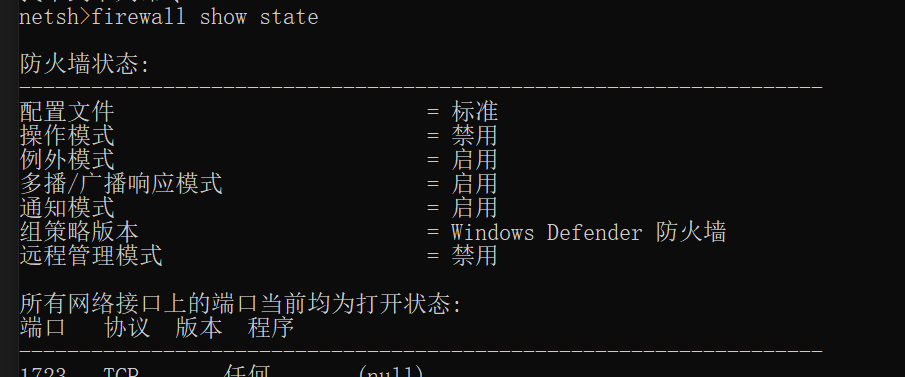 netsh>firewall show state
防火墙状态:
-------------------------------------------------------------------
配置文件 = 标准
操作模式 = 禁用
例外模式 = 启用
多播/广播响应模式 = 启用
通知模式 = 启用
组策略版本 = Windows Defender 防火墙
远程管理模式 = 禁用
所有网络接口上的端口当前均为打开状态:
端口 协议 版本 程序
-------------------------------------------------------------------
1723 TCP 任何 (null)